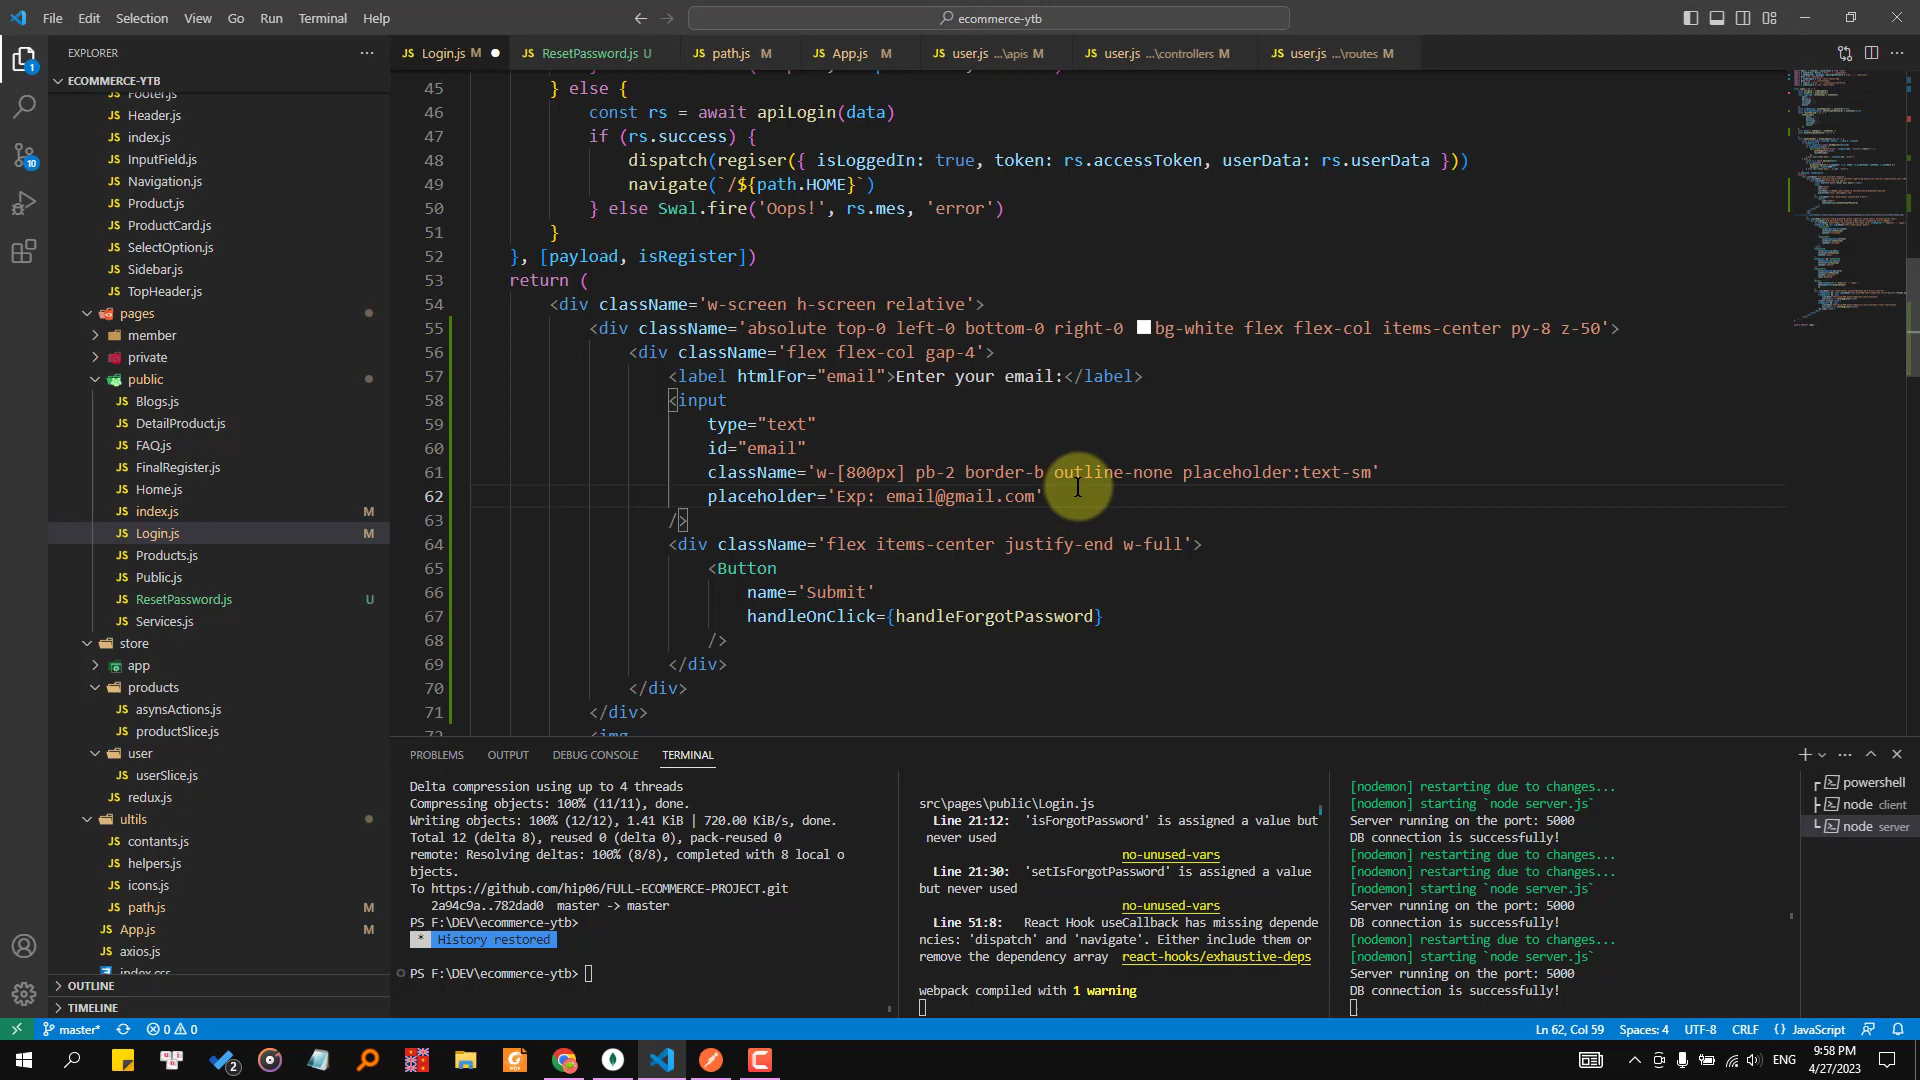 File Edit Selection View Go Run Terminal Help
ecommerce-ytb
EXPLORER
ECOMMERCE-YTB
Footer.js
Header.js
index.js
InputField.js
Navigation.js
Product.js
ProductCard.js
SelectOption.js
Sidebar.js
TopHeader.js
pages
member
private
public
Blogs.js
DetailProduct.js
FAQ.js
FinalRegister.js
Home.js
index.js M
Login.js M
Products.js
Public.js
ResetPassword.js U
Services.js
store
app
products
asynsActions.js
productSlice.js
user
userSlice.js
redux.js
ultils
contants.js
helpers.js
icons.js
path.js M
App.js M
axios.js
index.css
OUTLINE
TIMELINE
Login.js M ResetPassword.js U path.js M App.js M user.js ...\apis M user.js ...\controllers M user.js ...\routes M
45 } else {
46 const rs = await apiLogin(data)
47 if (rs.success) {
48 dispatch(regiser({ isLoggedIn: true, token: rs.accessToken, userData: rs.userData }))
49 navigate(`/${path.HOME}`)
50 } else Swal.fire('Oops!', rs.mes, 'error')
51 }
52 }, [payload, isRegister])
53 return (
54 <div className='w-screen h-screen relative'>
55 <div className='absolute top-0 left-0 bottom-0 right-0 bg-white flex flex-col items-center py-8 z-50'>
56 <div className='flex flex-col gap-4'>
57 <label htmlFor="email">Enter your email:</label>
58 <input
59 type="text"
60 id="email"
61 className='w-[800px] pb-2 border-b outline-none placeholder:text-sm'
62 placeholder='Exp: email@gmail.com'
63 />
64 <div className='flex items-center justify-end w-full'>
65 <Button
66 name='Submit'
67 handleOnClick={handleForgotPassword}
68 />
69 </div>
70 </div>
71 </div>
72 <img
PROBLEMS OUTPUT DEBUG CONSOLE TERMINAL
Delta compression using up to 4 threads
Compressing objects: 100% (11/11), done.
Writing objects: 100% (12/12), 1.41 KiB | 720.00 KiB/s, done.
Total 12 (delta 8), reused 0 (delta 0), pack-reused 0
remote: Resolving deltas: 100% (8/8), completed with 8 local o
bjects.
To https://github.com/hip06/FULL-ECOMMERCE-PROJECT.git
2a94c9a..782dad0 master -> master
PS F:\DEV\ecommerce-ytb>
* History restored
PS F:\DEV\ecommerce-ytb>
src\pages\public\Login.js
Line 21:12: 'isForgotPassword' is assigned a value but
never used
no-unused-vars
Line 21:30: 'setIsForgotPassword' is assigned a value
but never used
no-unused-vars
Line 51:8: React Hook useCallback has missing depende
ncies: 'dispatch' and 'navigate'. Either include them or
remove the dependency array react-hooks/exhaustive-deps
webpack compiled with 1 warning
[nodemon] restarting due to changes...
[nodemon] starting `node server.js`
Server running on the port: 5000
DB connection is successfully!
[nodemon] restarting due to changes...
[nodemon] restarting due to changes...
[nodemon] starting `node server.js`
Server running on the port: 5000
DB connection is successfully!
[nodemon] restarting due to changes...
[nodemon] starting `node server.js`
Server running on the port: 5000
DB connection is successfully!
powershell
node client
node server
master* 0 0 Ln 62, Col 59 Spaces: 4 UTF-8 CRLF JavaScript
ENG
9:58 PM
4/27/2023